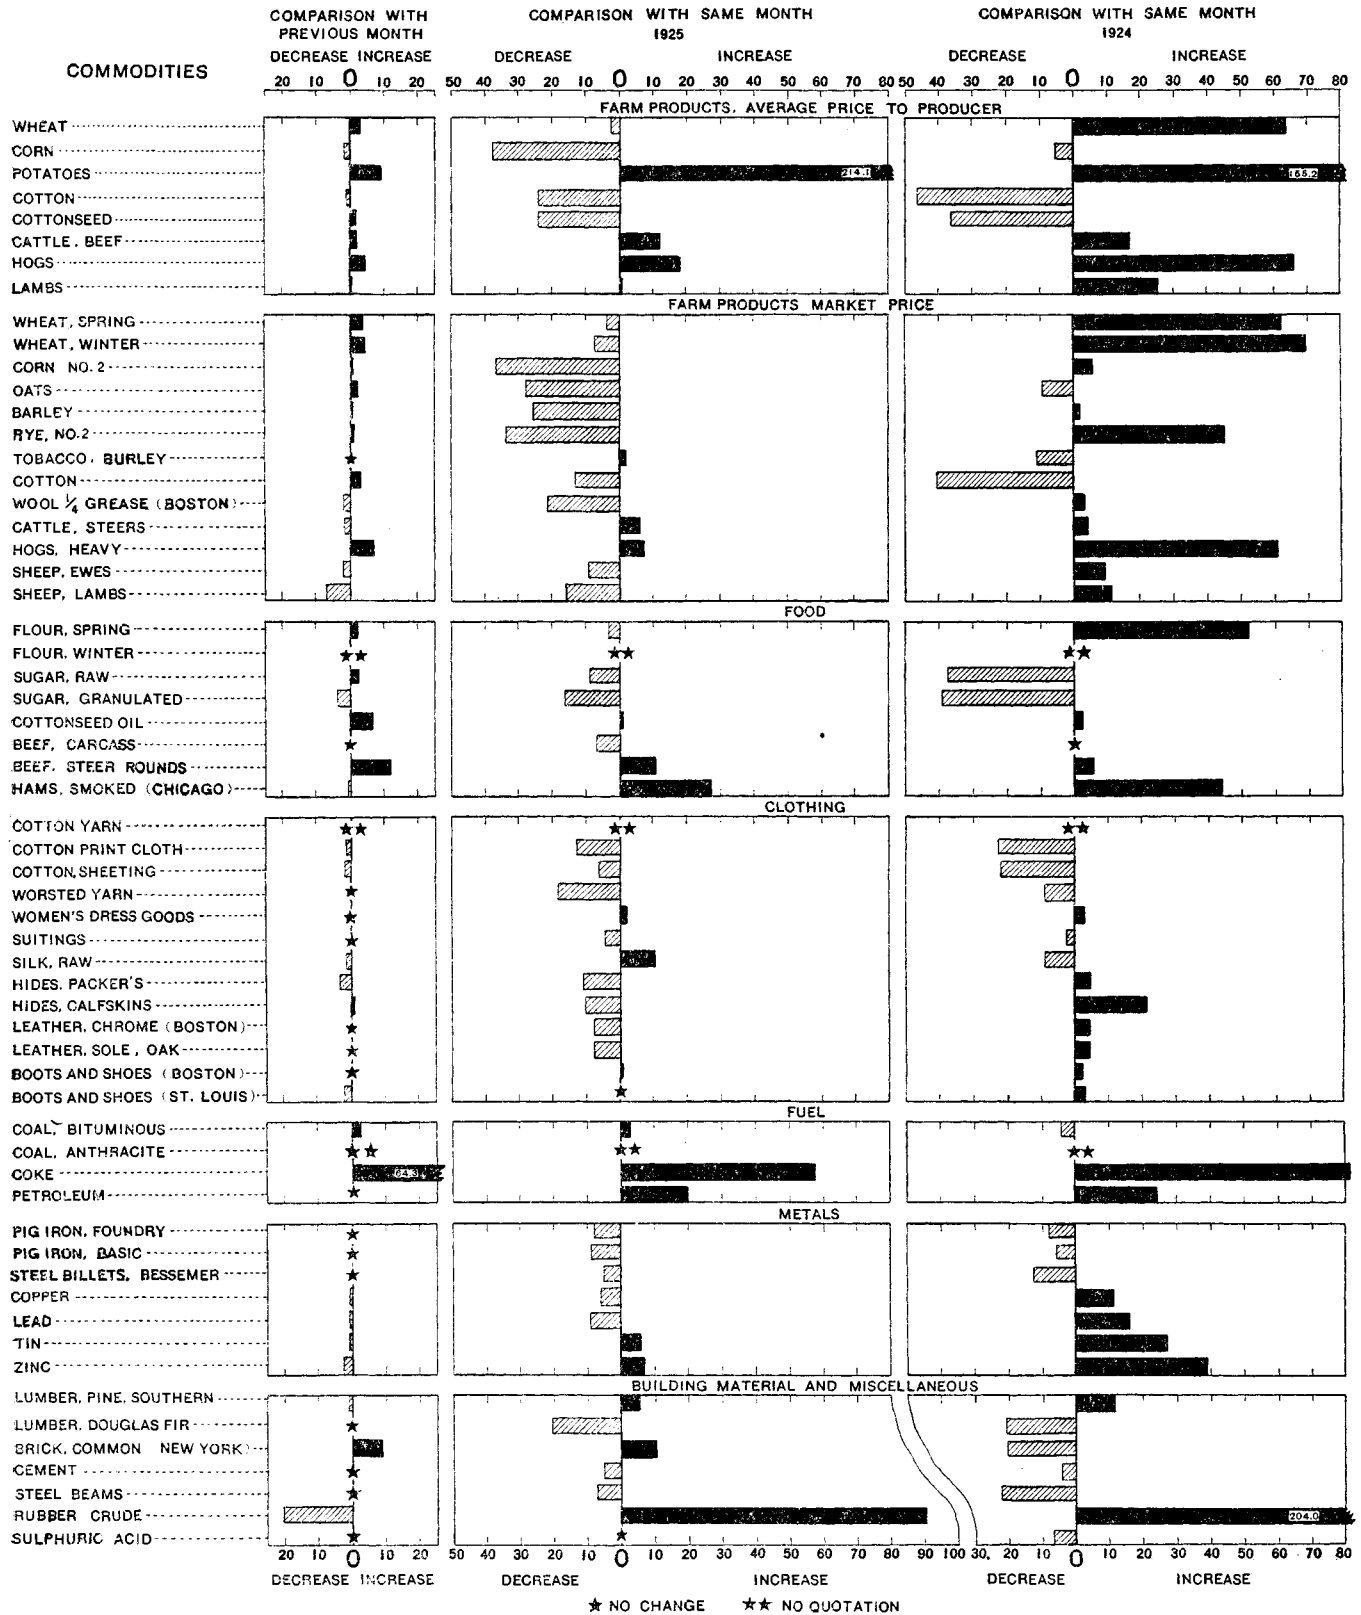 COMPARISON WITH PREVIOUS MONTH
COMPARISON WITH SAME MONTH 1925
COMPARISON WITH SAME MONTH 1924
COMMODITIES
DECREASE INCREASE
DECREASE INCREASE
DECREASE INCREASE
20 10 0 10 20
50 40 30 20 10 0 10 20 30 40 50 60 70 80
46 40 30 20 10 0 10 20 30 40 50 60 70 80
FARM PRODUCTS. AVERAGE PRICE TO PRODUCER
WHEAT
CORN
POTATOES 214.1
COTTON
COTTONSEED
CATTLE. BEEF
HOGS
LAMBS
FARM PRODUCTS MARKET PRICE
WHEAT, SPRING
WHEAT, WINTER
CORN NO. 2
OATS
BARLEY
RYE, NO.2
TOBACCO. BURLEY ★
COTTON
WOOL ¼ GREASE (BOSTON)
CATTLE, STEERS
HOGS, HEAVY
SHEEP, EWES
SHEEP, LAMBS
FOOD
FLOUR, SPRING
FLOUR, WINTER ★★ ★★ ★★
SUGAR, RAW
SUGAR, GRANULATED
COTTONSEED OIL
BEEF, CARCASS ★ ★
BEEF. STEER ROUNDS
HAMS, SMOKED (CHICAGO)
CLOTHING
COTTON YARN ★★ ★★ ★★
COTTON PRINT CLOTH
COTTON, SHEETING
WORSTED YARN ★
WOMEN'S DRESS GOODS ★
SUITINGS ★
SILK, RAW
HIDES, PACKER'S
HIDES, CALFSKINS
LEATHER, CHROME (BOSTON) ★
LEATHER, SOLE, OAK ★
BOOTS AND SHOES (BOSTON) ★
BOOTS AND SHOES (ST. LOUIS) ★
FUEL
COAL, BITUMINOUS
COAL, ANTHRACITE ★★ ★★ ★★
COKE
PETROLEUM ★
METALS
PIG IRON, FOUNDRY ★
PIG IRON, BASIC ★
STEEL BILLETS, BESSEMER ★
COPPER
LEAD
TIN
ZINC
BUILDING MATERIAL AND MISCELLANEOUS
LUMBER, PINE, SOUTHERN
LUMBER, DOUGLAS FIR ★
BRICK, COMMON NEW YORK)
CEMENT ★
STEEL BEAMS ★
RUBBER CRUDE 204.0
SULPHURIC ACID ★ ★
20 10 0 10 20
50 40 30 20 10 0 10 20 30 40 50 60 70 80 90 100
30. 20 10 0 10 20 30 40 50 60 70 80
DECREASE INCREASE
DECREASE INCREASE
DECREASE INCREASE
★ NO CHANGE ★★ NO QUOTATION